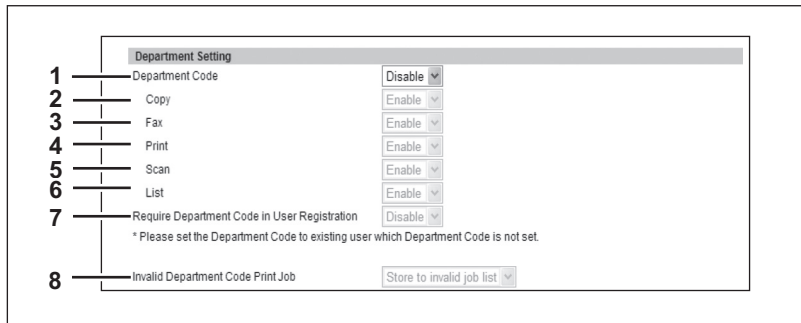 Department Setting
1 Department Code Disable
2 Copy Enable
3 Fax Enable
4 Print Enable
5 Scan Enable
6 List Enable
7 Require Department Code in User Registration Disable
* Please set the Department Code to existing user which Department Code is not set.
8 Invalid Department Code Print Job Store to invalid job list